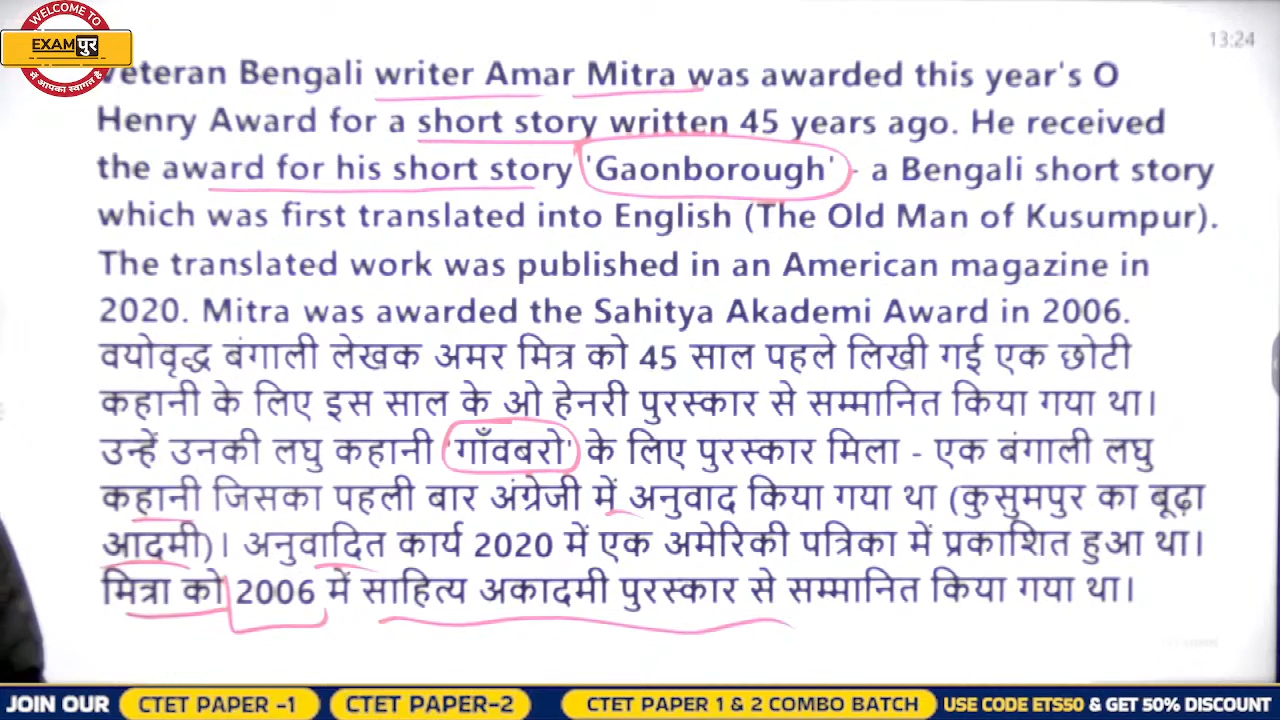 WELCOME TO
EXAMपुर
में आपका स्वागत है
13:24
Veteran Bengali writer Amar Mitra was awarded this year's O
Henry Award for a short story written 45 years ago. He received
the award for his short story 'Gaonborough' - a Bengali short story
which was first translated into English (The Old Man of Kusumpur).
The translated work was published in an American magazine in
2020. Mitra was awarded the Sahitya Akademi Award in 2006.
वयोवृद्ध बंगाली लेखक अमर मित्र को 45 साल पहले लिखी गई एक छोटी
कहानी के लिए इस साल के ओ हेनरी पुरस्कार से सम्मानित किया गया था।
उन्हें उनकी लघु कहानी 'गाँवबरो' के लिए पुरस्कार मिला - एक बंगाली लघु
कहानी जिसका पहली बार अंग्रेजी में अनुवाद किया गया था (कुसुमपुर का बूढ़ा
आदमी)। अनुवादित कार्य 2020 में एक अमेरिकी पत्रिका में प्रकाशित हुआ था।
मित्रा को 2006 में साहित्य अकादमी पुरस्कार से सम्मानित किया गया था।
JOIN OUR CTET PAPER -1 CTET PAPER-2 CTET PAPER 1 & 2 COMBO BATCH USE CODE ETS50 & GET 50% DISCOUNT